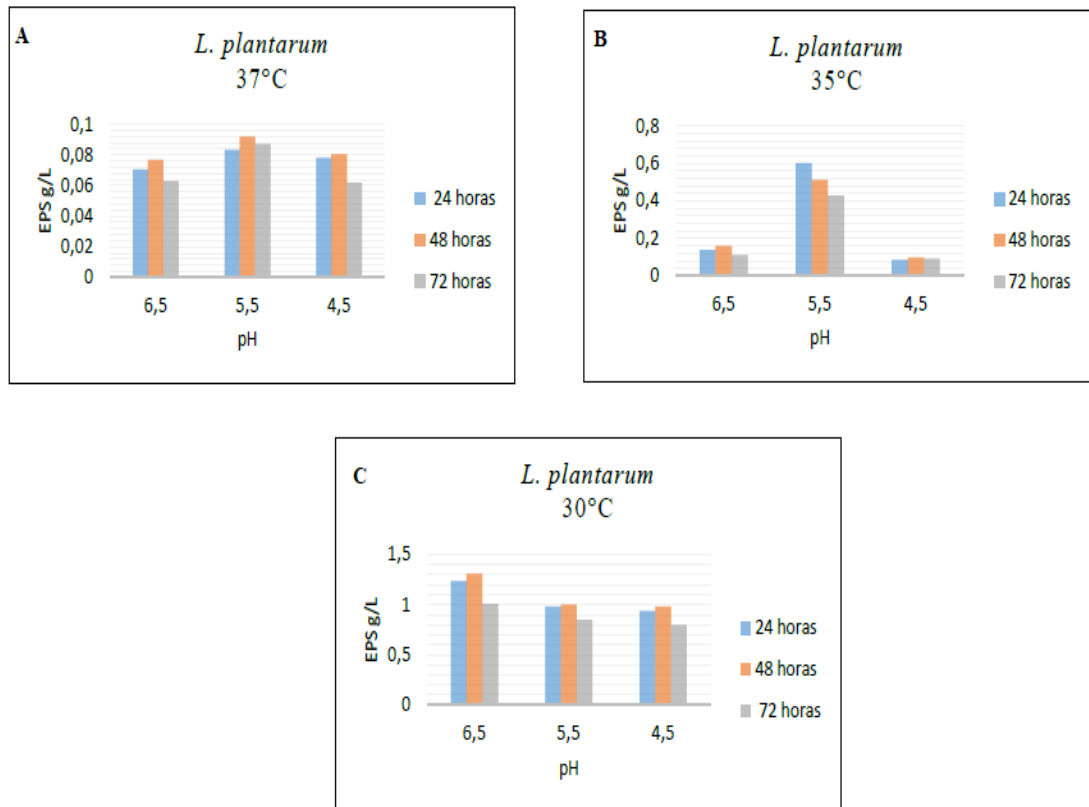 A
L. plantarum
37°C
0,1
0,08
0,06
0,04
0,02
0
EPS g/L
6,5 5,5 4,5
pH
24 horas
48 horas
72 horas
B
L. plantarum
35°C
0,8
0,6
0,4
0,2
0
EPS g/L
6,5 5,5 4,5
pH
24 horas
48 horas
72 horas
C
L. plantarum
30°C
1,5
1
0,5
0
EPS g/L
6,5 5,5 4,5
pH
24 horas
48 horas
72 horas